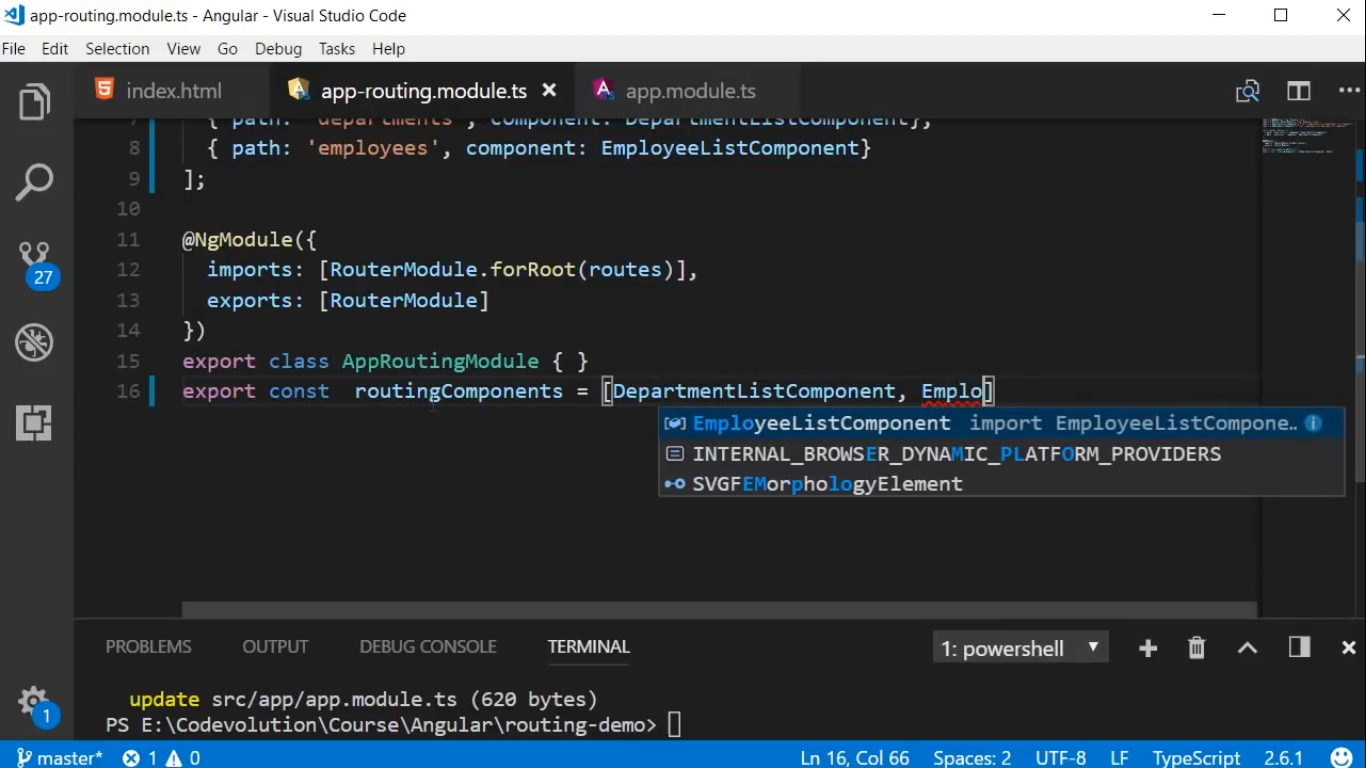 app-routing.module.ts - Angular - Visual Studio Code
File Edit Selection View Go Debug Tasks Help
index.html app-routing.module.ts app.module.ts
7 { path: 'departments', component: DepartmentListComponent},
8 { path: 'employees', component: EmployeeListComponent}
9 ];
10
11 @NgModule({
12 imports: [RouterModule.forRoot(routes)],
13 exports: [RouterModule]
14 })
15 export class AppRoutingModule { }
16 export const  routingComponents = [DepartmentListComponent, Emplo]
EmployeeListComponent import EmployeeListCompone..
INTERNAL_BROWSER_DYNAMIC_PLATFORM_PROVIDERS
SVGFEMorphologyElement
27
PROBLEMS OUTPUT DEBUG CONSOLE TERMINAL 1: powershell
update src/app/app.module.ts (620 bytes)
PS E:\Codevolution\Course\Angular\routing-demo>
1
master* 1 0 Ln 16, Col 66 Spaces: 2 UTF-8 LF TypeScript 2.6.1